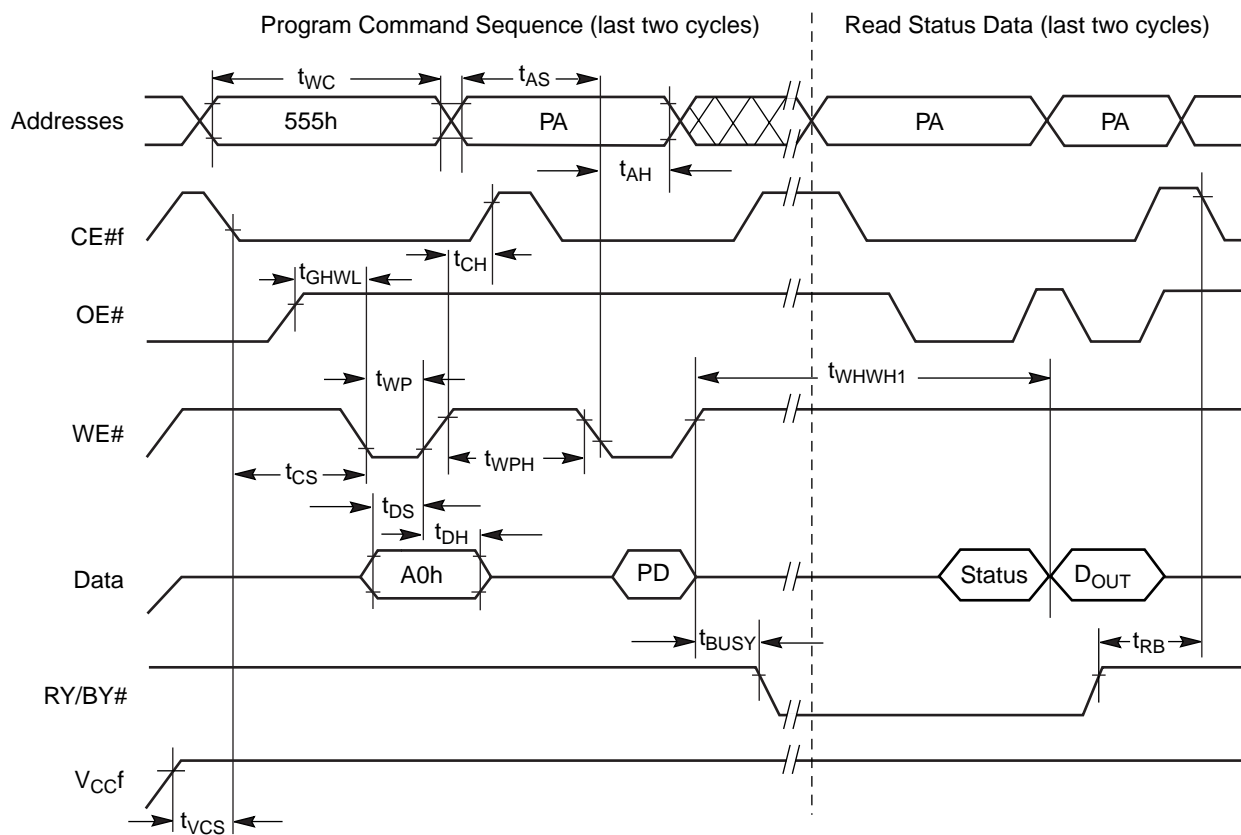 Program Command Sequence (last two cycles)
Read Status Data (last two cycles)
tWC
tAS
Addresses
555h
PA
PA
PA
tAH
CE#f
tCH
tGHWL
OE#
tWP
tWHWH1
WE#
tCS
tWPH
tDS
tDH
Data
A0h
PD
Status
DOUT
tBUSY
tRB
RY/BY#
VCCf
tVCS